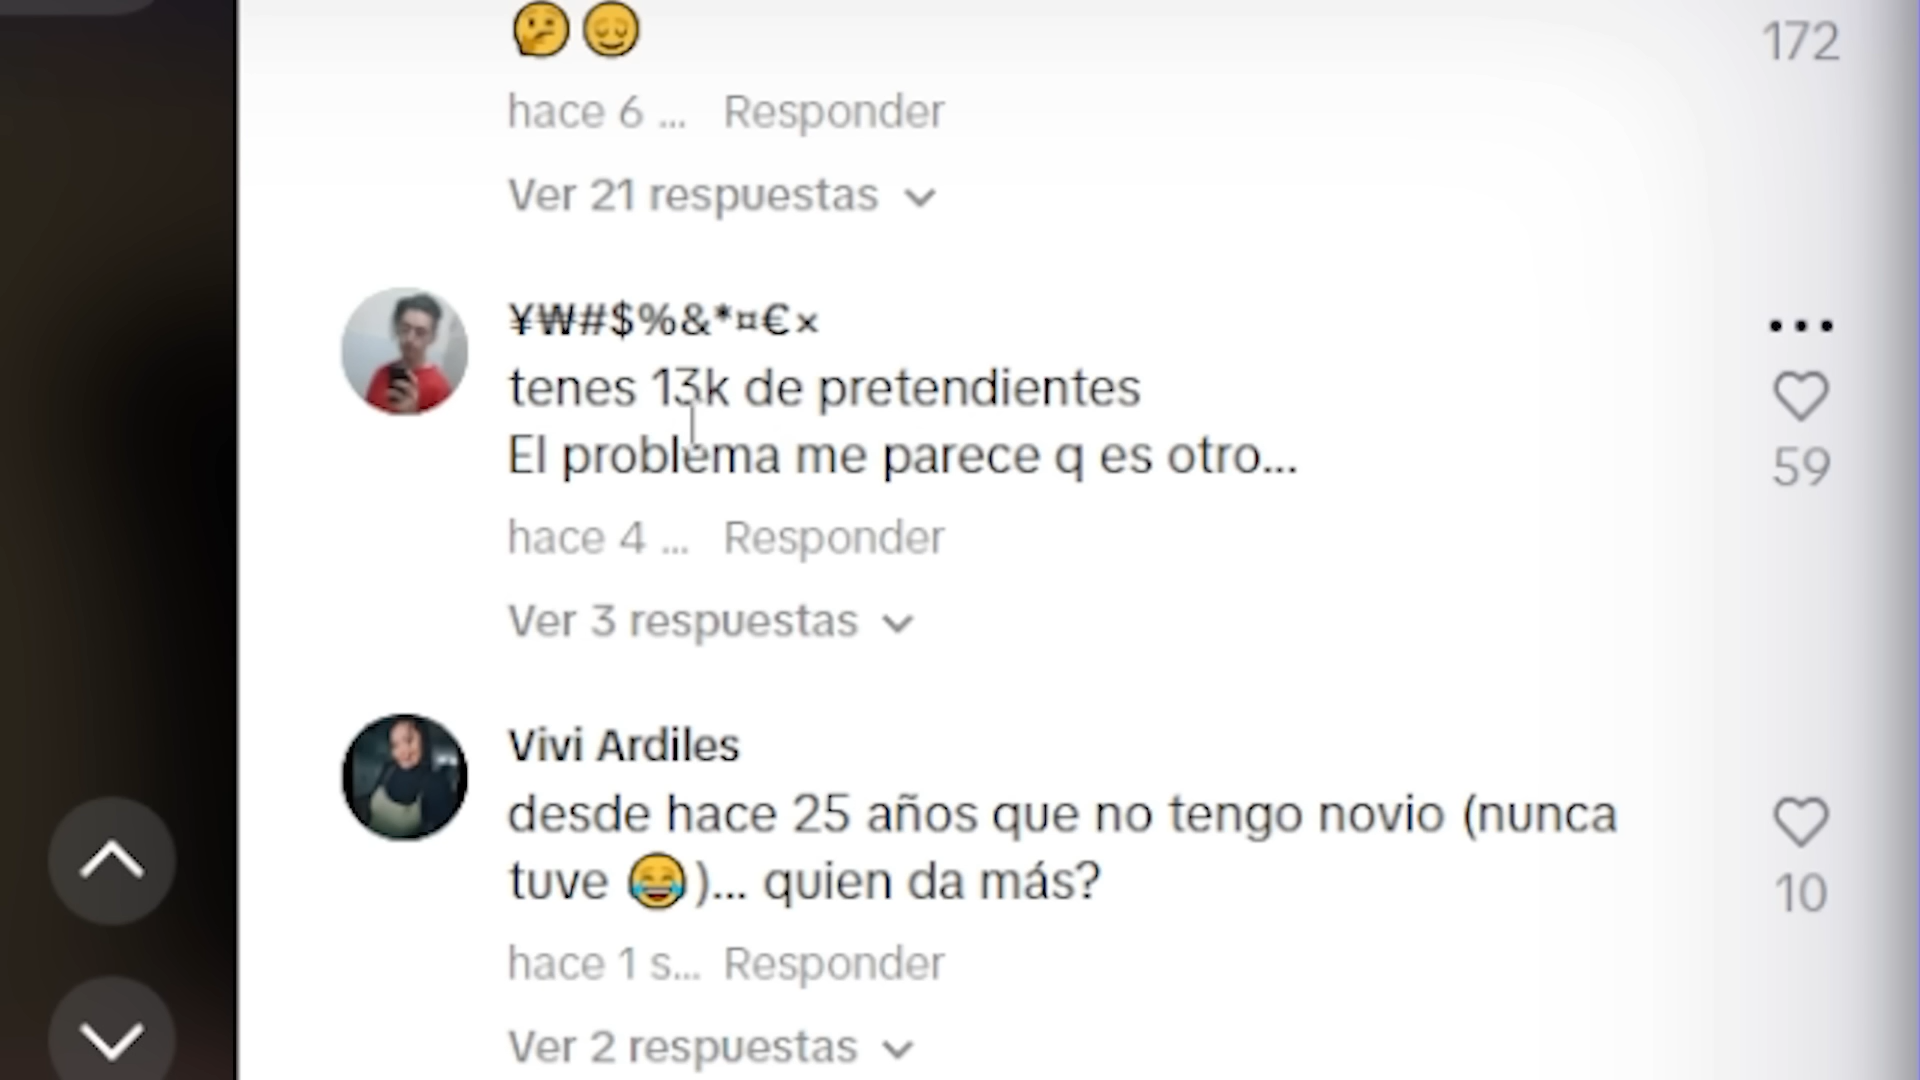 🤔😔
172
hace 6 ... Responder
Ver 21 respuestas
¥₩#$%&*¤€×
tenes 13k de pretendientes
El problema me parece q es otro...
59
hace 4 ... Responder
Ver 3 respuestas
Vivi Ardiles
desde hace 25 años que no tengo novio (nunca
tuve 😂)... quien da más?
10
hace 1 s... Responder
Ver 2 respuestas